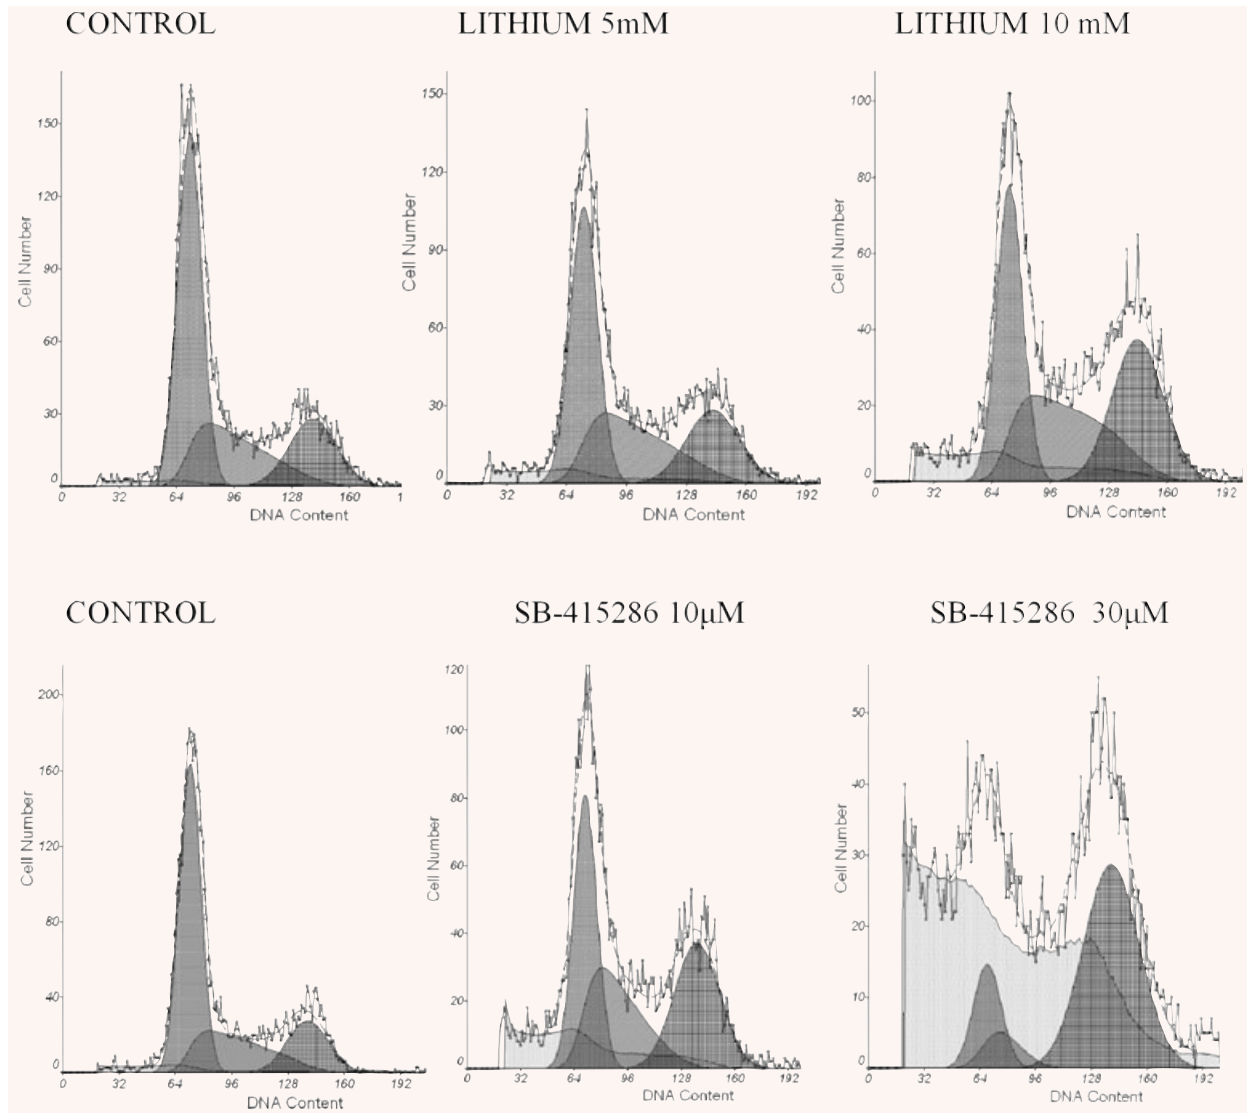 CONTROL
LITHIUM 5mM
LITHIUM 10 mM
Cell Number
150
120
90
60
30
0
0 32 64 96 128 160 1
DNA Content
Cell Number
150
120
90
60
30
0
0 32 64 96 128 160 192
DNA Content
Cell Number
100
80
60
40
20
0
0 32 64 96 128 160 192
DNA Content
CONTROL
SB-415286 10µM
SB-415286 30µM
Cell Number
200
160
120
80
40
0
0 32 64 96 128 160 192
DNA Content
Cell Number
120
100
80
60
40
20
0
0 32 64 96 128 160 192
DNA Content
Cell Number
50
40
30
20
10
0
0 32 64 96 128 160 192
DNA Content